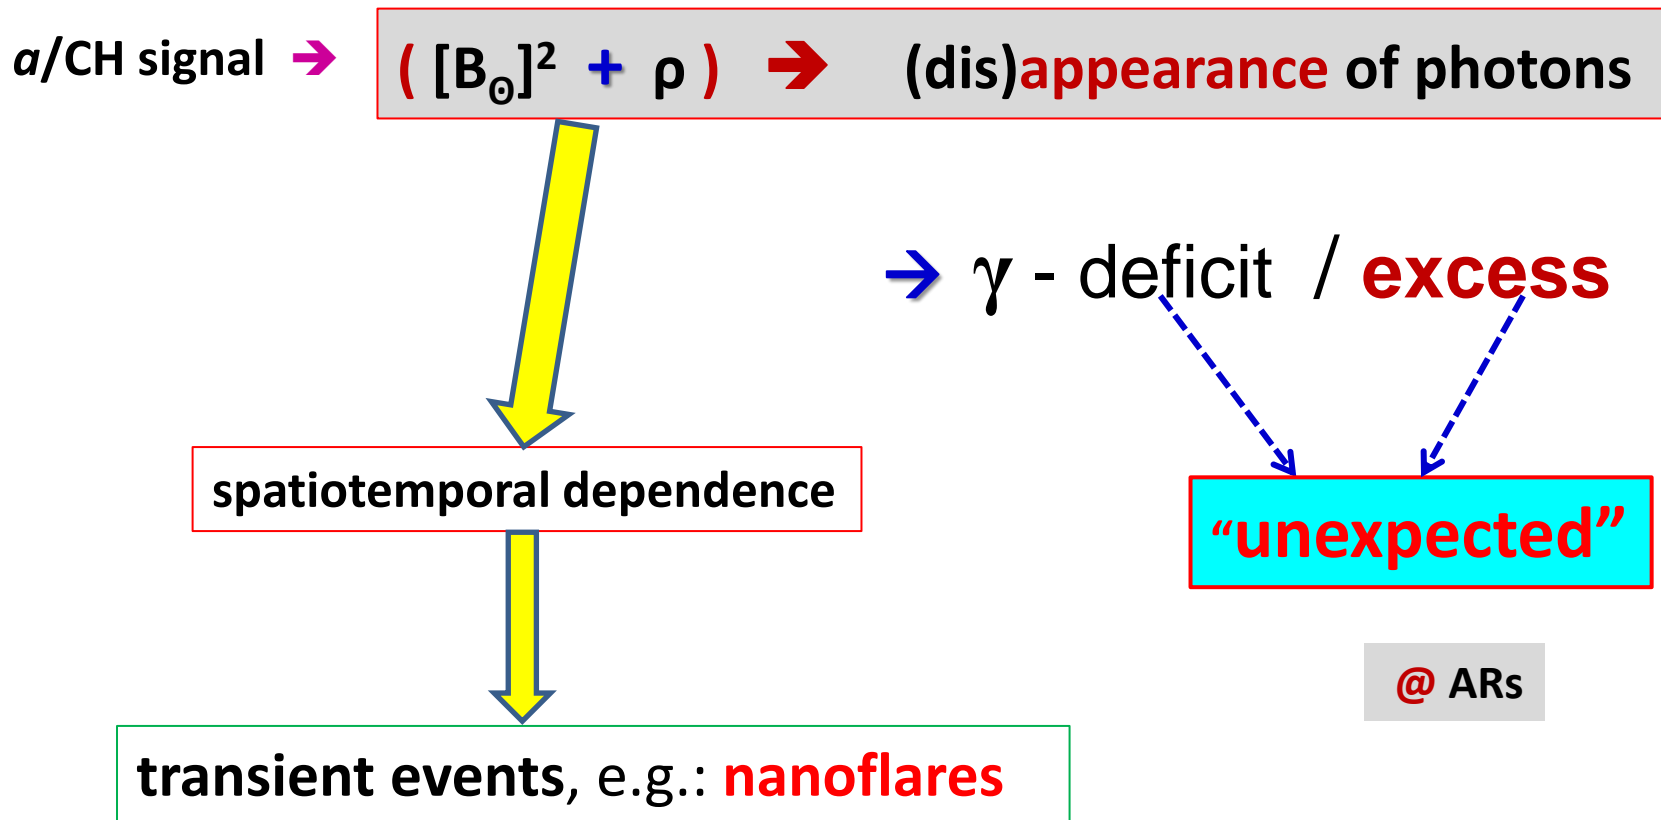 a/CH signal ➔ ( [B⊙]² + ρ ) ➔ (dis)appearance of photons
➔ γ - deficit / excess
spatiotemporal dependence
“unexpected”
@ ARs
transient events, e.g.: nanoflares